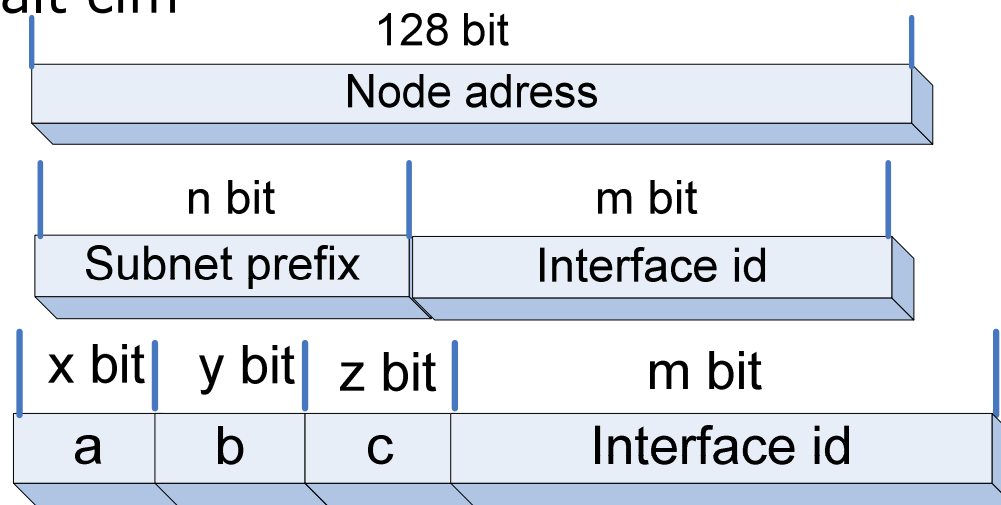 128 bit
Node adress
n bit m bit
Subnet prefix Interface id
x bit y bit z bit m bit
a b c Interface id